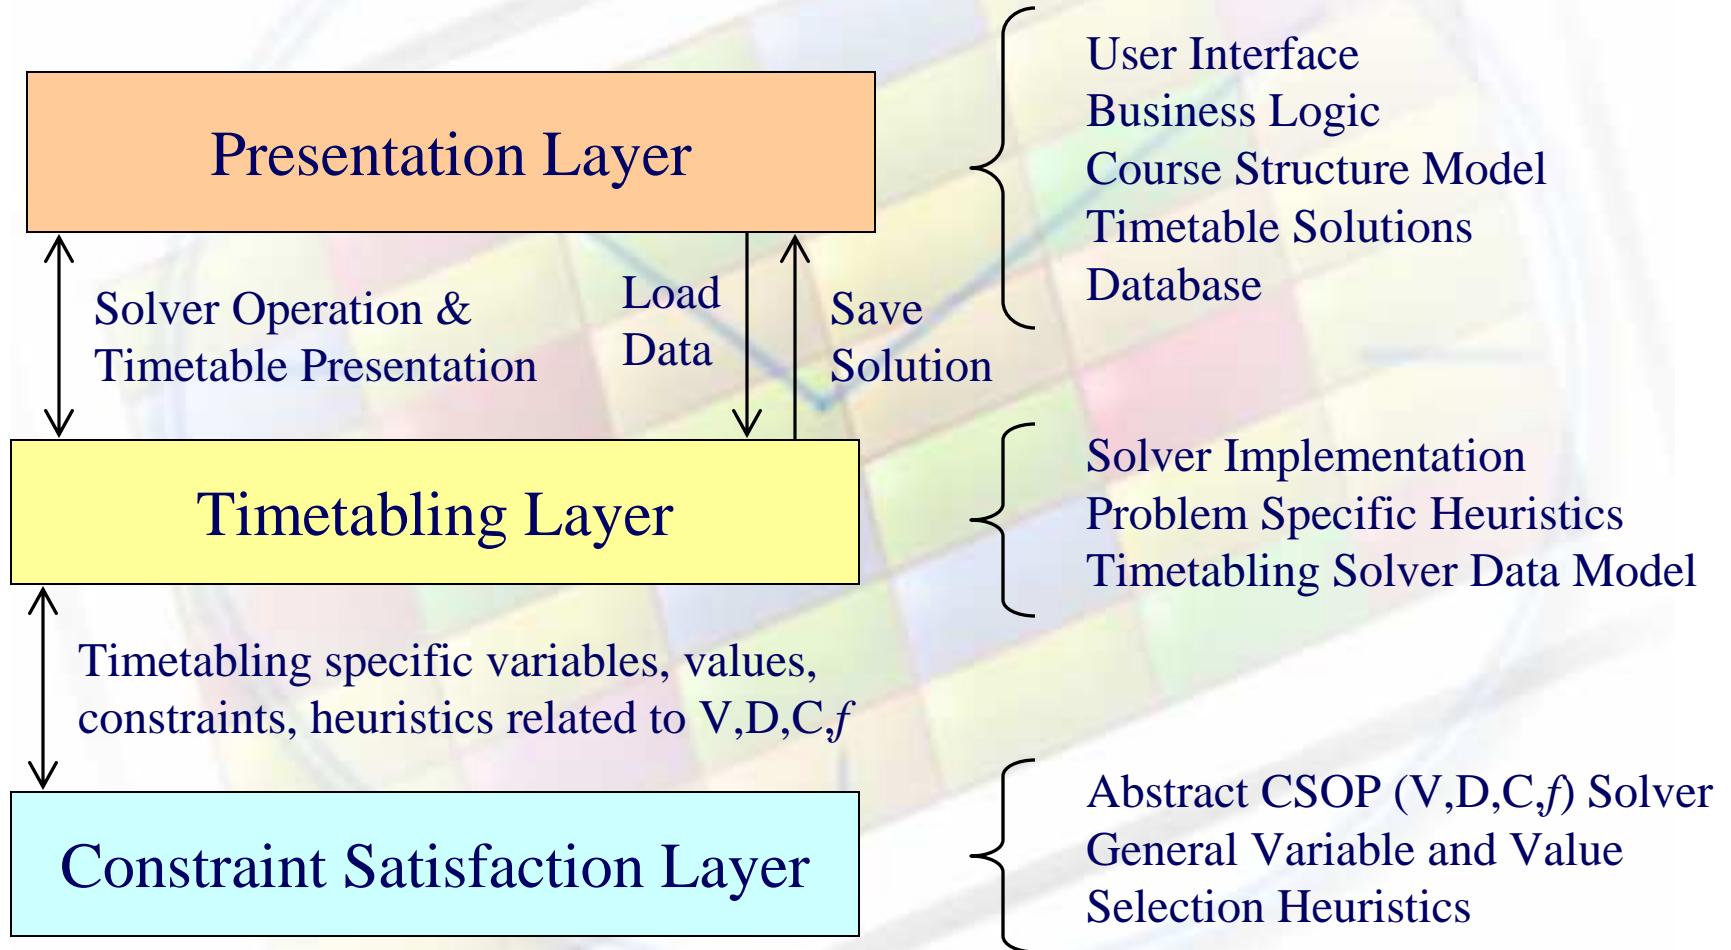 Presentation Layer
User Interface
Business Logic
Course Structure Model
Timetable Solutions
Database
Solver Operation &
Timetable Presentation
Load
Data
Save
Solution
Timetabling Layer
Solver Implementation
Problem Specific Heuristics
Timetabling Solver Data Model
Timetabling specific variables, values,
constraints, heuristics related to V,D,C,f
Constraint Satisfaction Layer
Abstract CSOP (V,D,C,f) Solver
General Variable and Value
Selection Heuristics